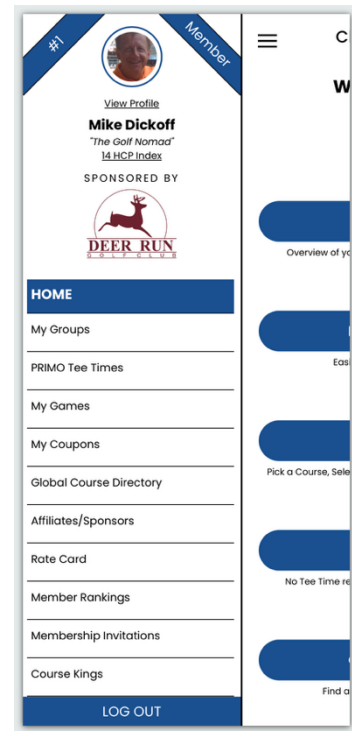 #1
Member
View Profile
Mike Dickoff
"The Golf Nomad"
14 HCP Index
SPONSORED BY
DEER RUN
GOLF CLUB
HOME
My Groups
PRIMO Tee Times
My Games
My Coupons
Global Course Directory
Affiliates/Sponsors
Rate Card
Member Rankings
Membership Invitations
Course Kings
LOG OUT
C
W
Overview of yo
Easi
Pick a Course, Sele
No Tee Time re
Find a